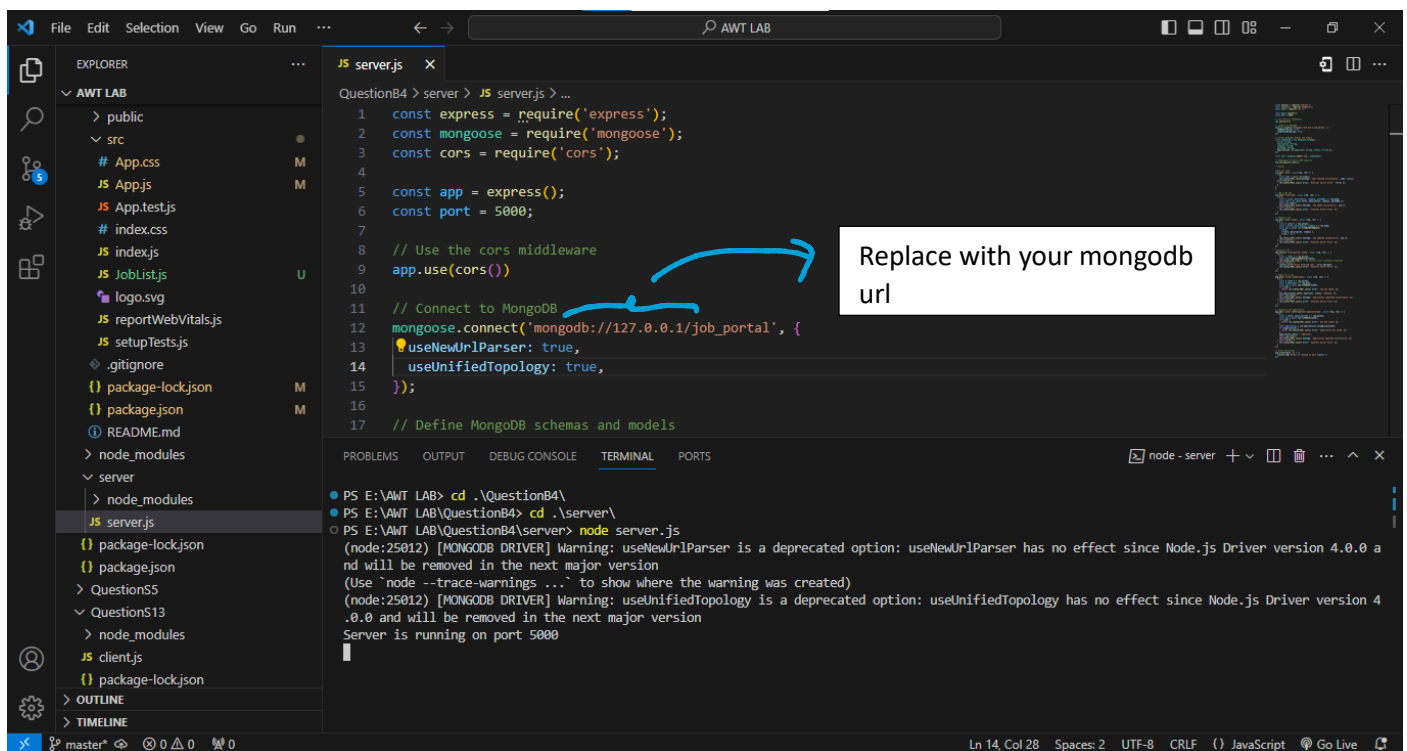 File Edit Selection View Go Run ···
AWT LAB
EXPLORER
AWT LAB
public
src
# App.css M
JS App.js M
JS App.test.js
# index.css
JS index.js
JS JobList.js U
logo.svg
JS reportWebVitals.js
JS setupTests.js
.gitignore
{} package-lock.json M
{} package.json M
README.md
node_modules
server
node_modules
JS server.js
{} package-lock.json
{} package.json
QuestionS5
QuestionS13
node_modules
JS client.js
{} package-lock.json
OUTLINE
TIMELINE
5
JS server.js
QuestionB4 > server > JS server.js > ...
1 const express = require('express');
2 const mongoose = require('mongoose');
3 const cors = require('cors');
4
5 const app = express();
6 const port = 5000;
7
8 // Use the cors middleware
9 app.use(cors())
10
11 // Connect to MongoDB
12 mongoose.connect('mongodb://127.0.0.1/job_portal', {
13 useNewUrlParser: true,
14 useUnifiedTopology: true,
15 });
16
17 // Define MongoDB schemas and models
Replace with your mongodb
url
PROBLEMS OUTPUT DEBUG CONSOLE TERMINAL PORTS
node - server
PS E:\AWT LAB> cd .\QuestionB4\
PS E:\AWT LAB\QuestionB4> cd .\server\
PS E:\AWT LAB\QuestionB4\server> node server.js
(node:25012) [MONGODB DRIVER] Warning: useNewUrlParser is a deprecated option: useNewUrlParser has no effect since Node.js Driver version 4.0.0 a
nd will be removed in the next major version
(Use `node --trace-warnings ...` to show where the warning was created)
(node:25012) [MONGODB DRIVER] Warning: useUnifiedTopology is a deprecated option: useUnifiedTopology has no effect since Node.js Driver version 4
.0.0 and will be removed in the next major version
Server is running on port 5000
master* 0 0 0
Ln 14, Col 28 Spaces: 2 UTF-8 CRLF {} JavaScript Go Live